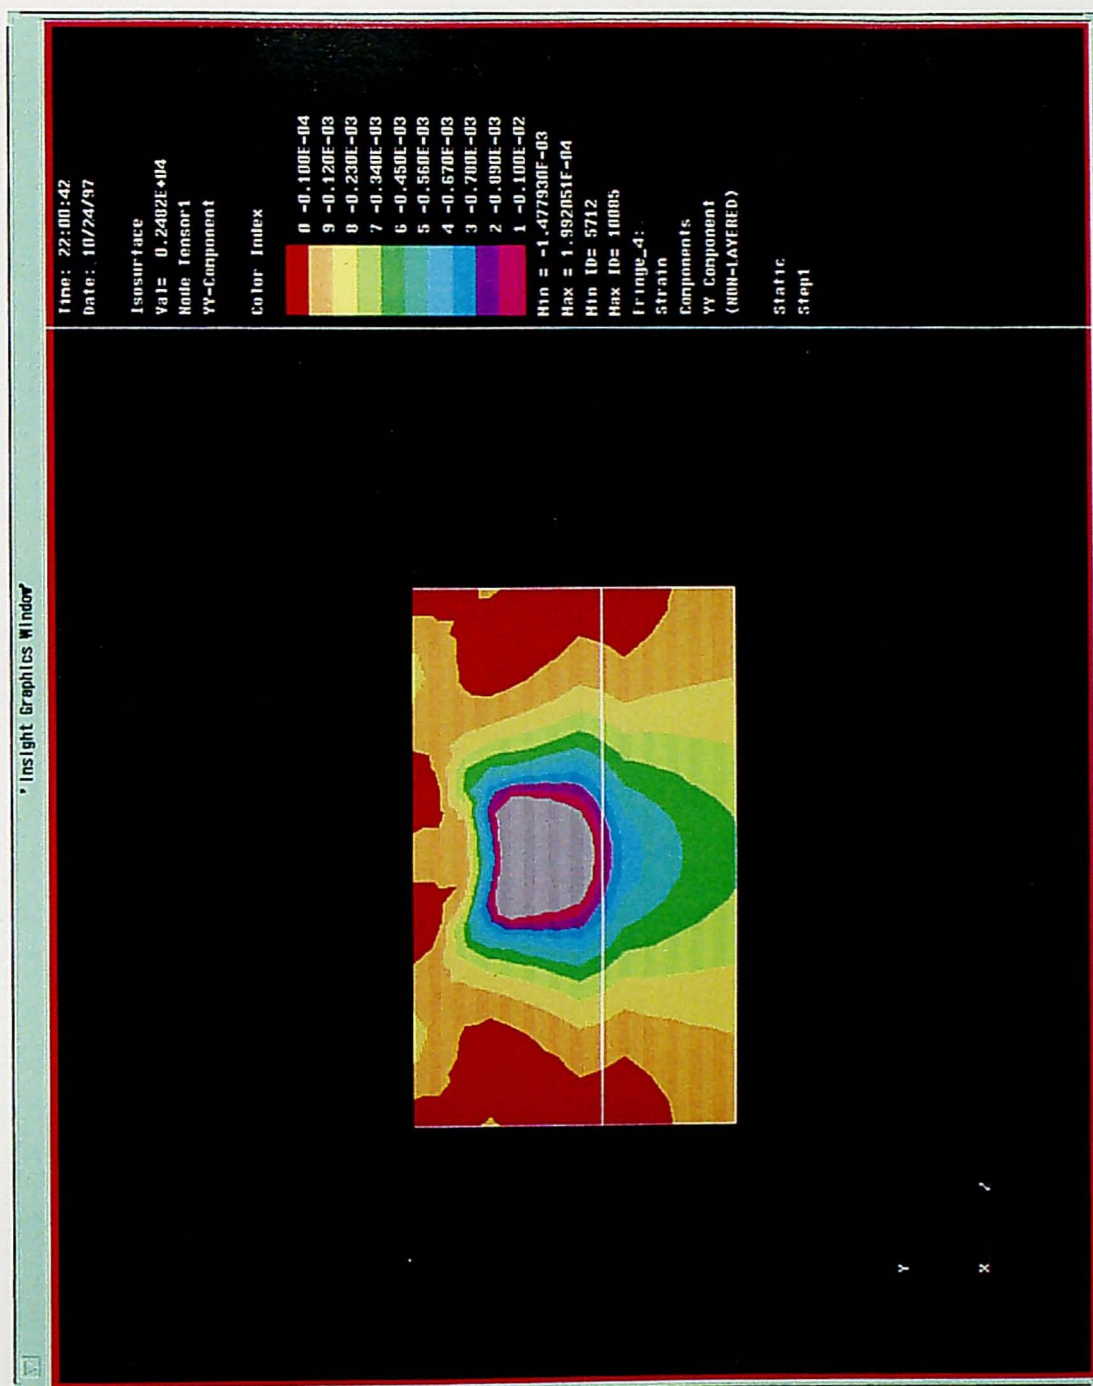 'Insight Graphics Window'
Time: 22:00:42
Date: 10/24/97
Isosurface
Val= 0.2482E+04
Node Tensor1
YY-Component
Color Index
0 -0.100E-04
9 -0.120E-03
8 -0.230E-03
7 -0.340E-03
6 -0.450E-03
5 -0.560E-03
4 -0.670E-03
3 -0.780E-03
2 -0.890E-03
1 -0.100E-02
Min = -1.477930E-03
Max = 1.992051E-04
Min ID= 5712
Max ID= 10005
Fringe_4:
Strain
Components
YY Component
(NON-LAYERED)
Static
Step1
Y
X